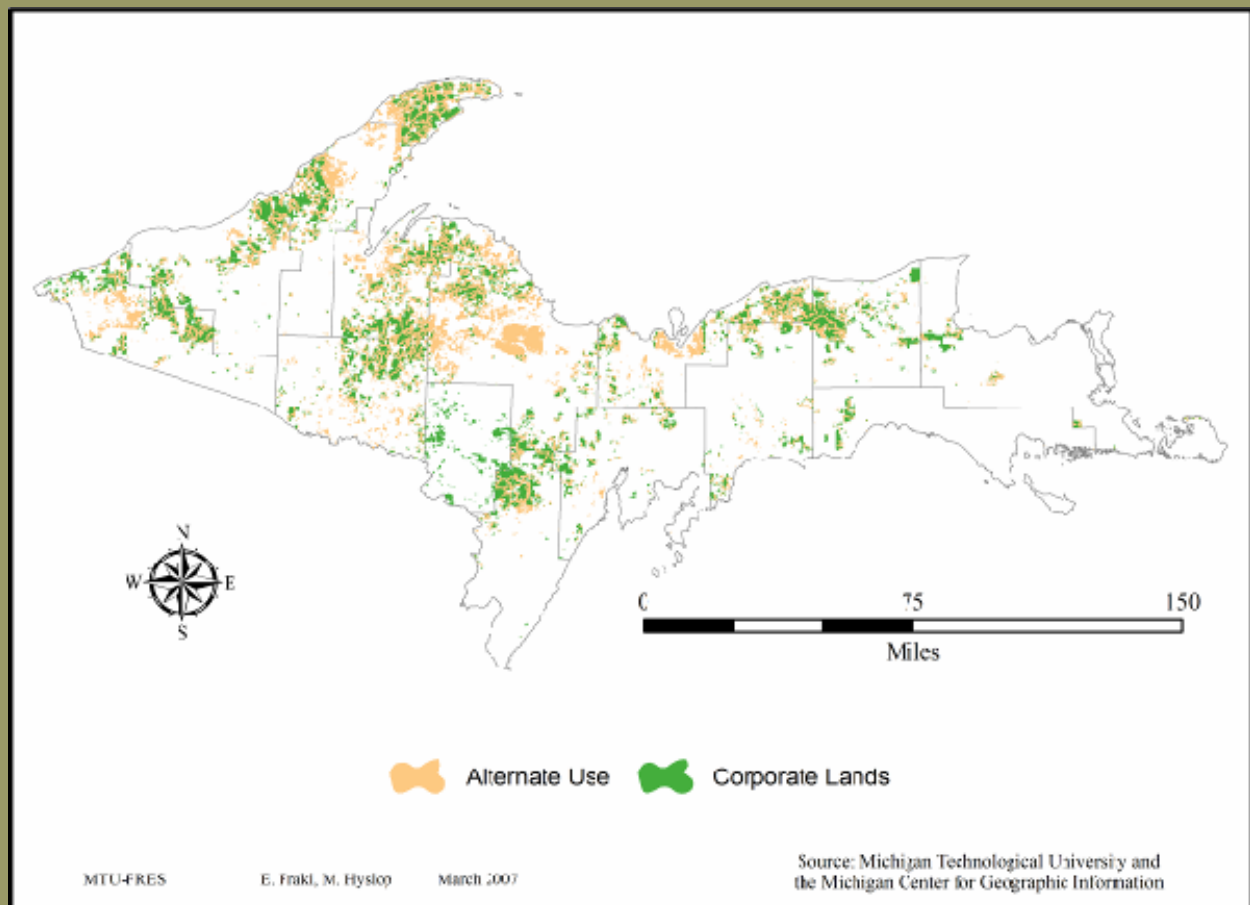 N
W E
S
0 75 150
Miles
Alternate Use Corporate Lands
MTU-FRES E. Frakl, M. Hyslop March 2007
Source: Michigan Technological University and
the Michigan Center for Geographic Information